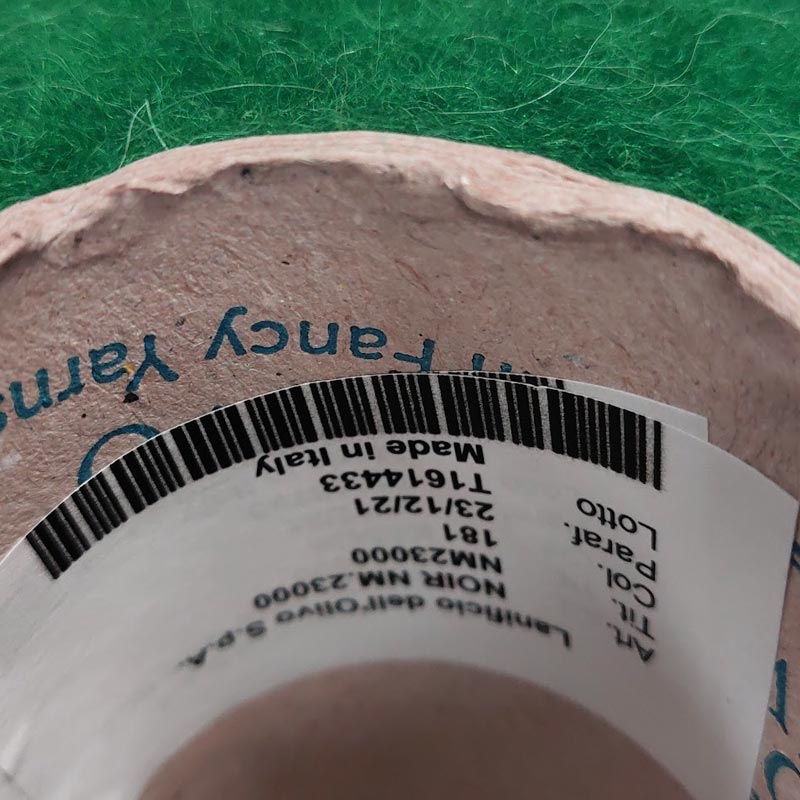 Lanificio dell'Olivo S.p.A.
Art. NOIR NM.23000
Tit. NM23000
Col. 181
Paraf. 23/12/21
Lotto T1614433
Made in Italy
Fancy Yarns